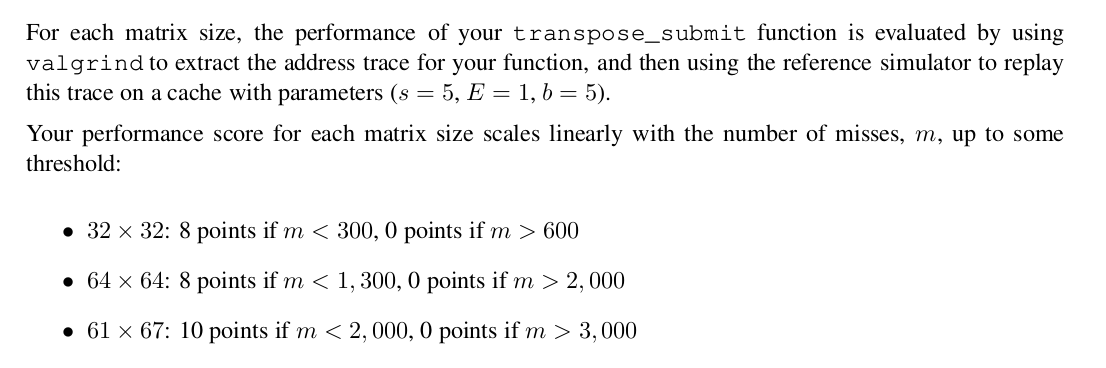 For each matrix size, the performance of your transpose_submit function is evaluated by using
valgrind to extract the address trace for your function, and then using the reference simulator to replay
this trace on a cache with parameters (s = 5, E = 1, b = 5).
Your performance score for each matrix size scales linearly with the number of misses, m, up to some
threshold:
• 32 × 32: 8 points if m < 300, 0 points if m > 600
• 64 × 64: 8 points if m < 1, 300, 0 points if m > 2, 000
• 61 × 67: 10 points if m < 2, 000, 0 points if m > 3, 000